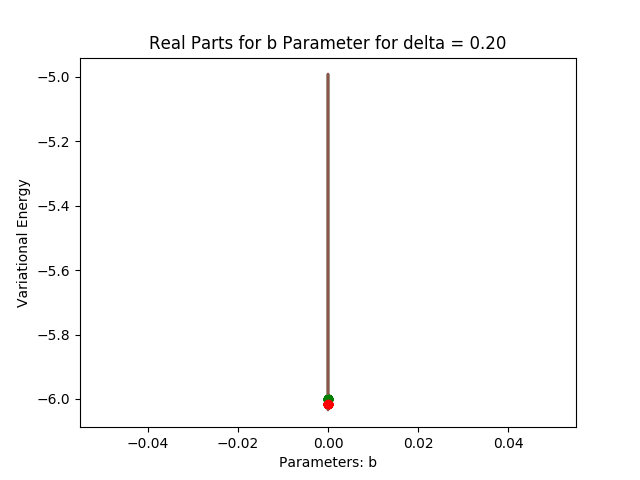 Real Parts for b Parameter for delta = 0.20
−5.0
−5.2
−5.4
−5.6
−5.8
−6.0
Variational Energy
−0.04 −0.02 0.00 0.02 0.04
Parameters: b